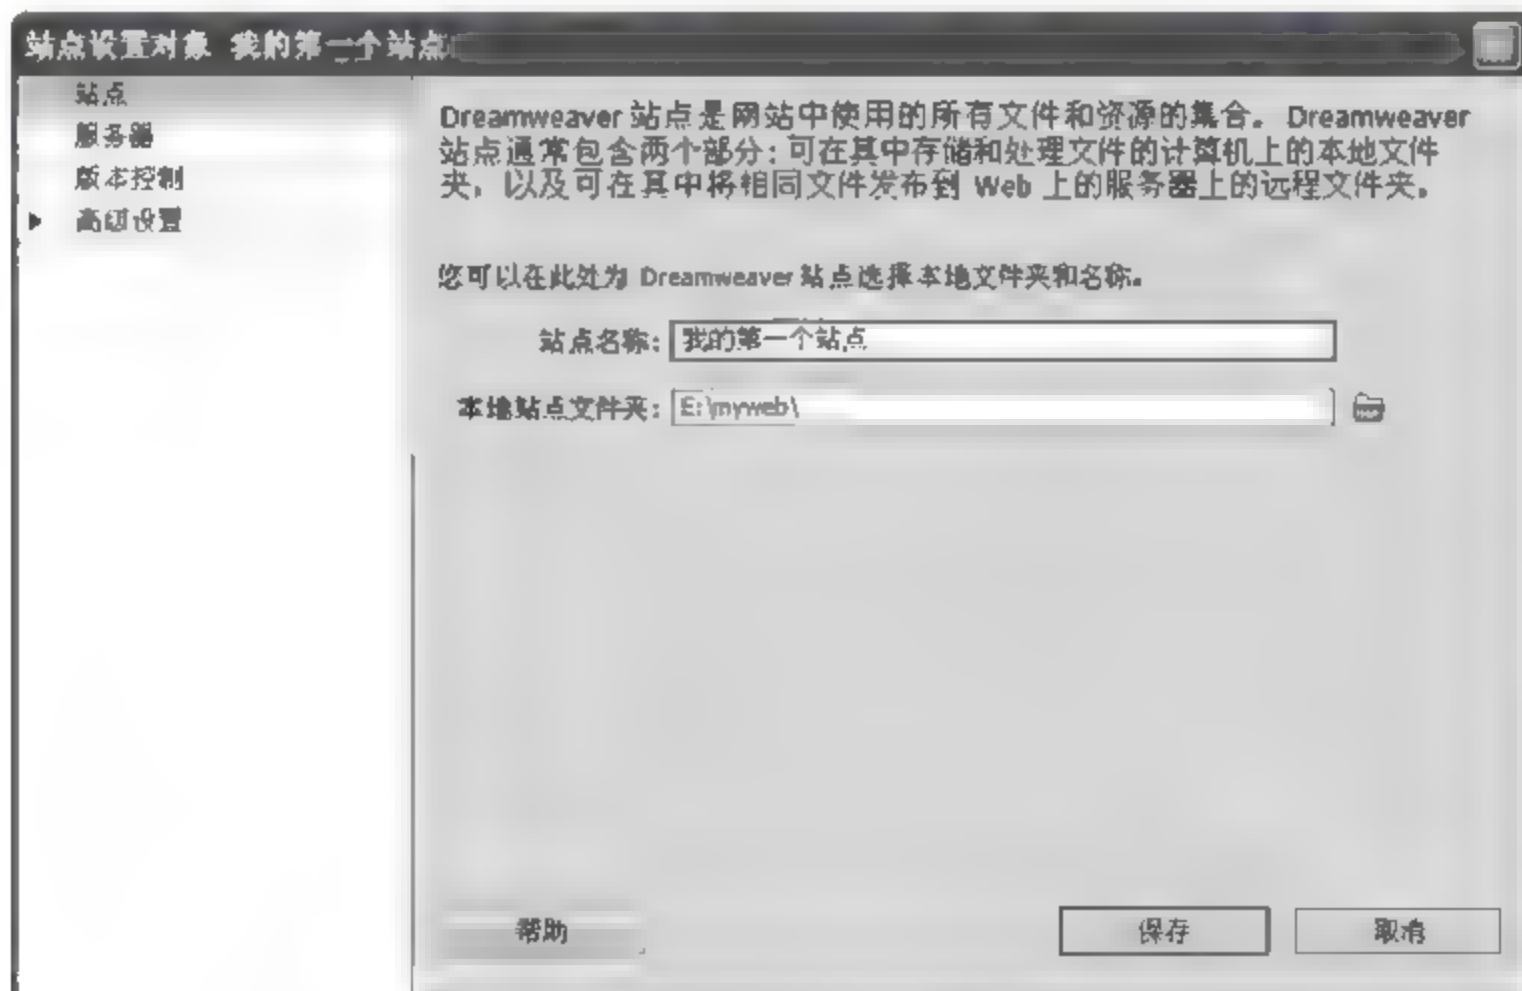 站点设置对象 我的第一个站点
站点
服务器
版本控制
高级设置
Dreamweaver 站点是网站中使用的所有文件和资源的集合。Dreamweaver
站点通常包含两个部分:可在其中存储和处理文件的计算机上的本地文件
夹，以及可在其中将相同文件发布到 Web 上的服务器上的远程文件夹。
您可以在此处为 Dreamweaver 站点选择本地文件夹和名称。
站点名称: 我的第一个站点
本地站点文件夹: E:\myweb\
帮助 保存 取消